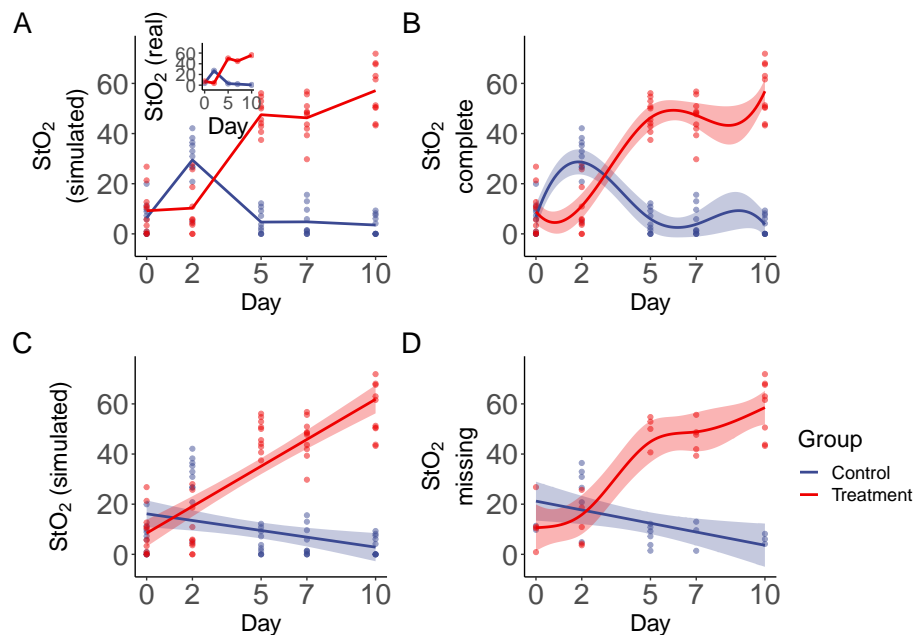 A
StO2 (real)
60
40
20
0
0 5 10
Day
StO2
(simulated)
60
40
20
0
0 2 5 7 10
Day
B
StO2
complete
60
40
20
0
0 2 5 7 10
Day
C
StO2 (simulated)
60
40
20
0
0 2 5 7 10
Day
D
StO2
missing
60
40
20
0
0 2 5 7 10
Day
Group
Control
Treatment